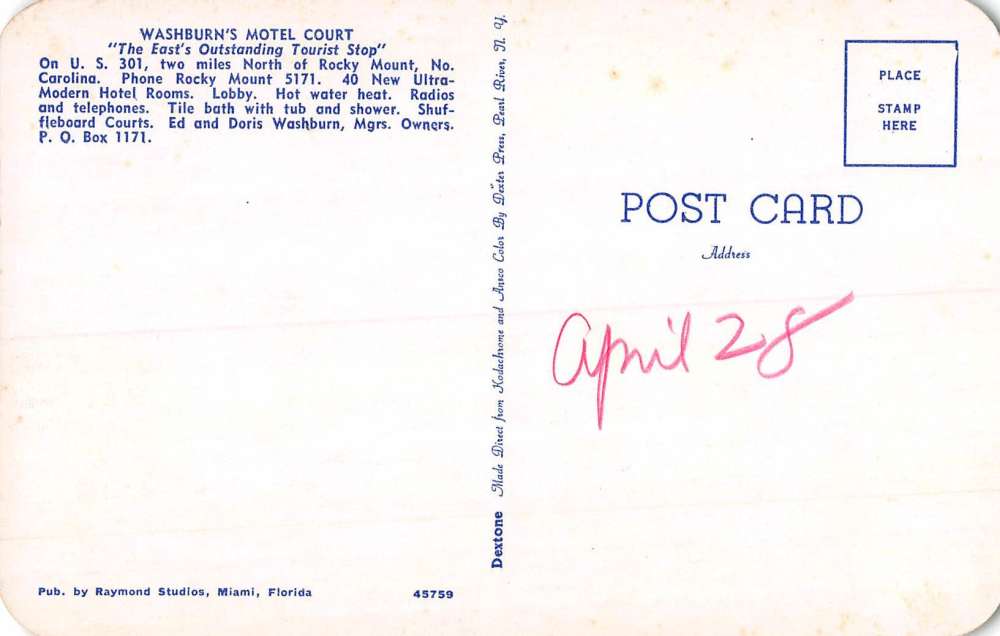 WASHBURN'S MOTEL COURT
"The East's Outstanding Tourist Stop"
On U. S. 301, two miles North of Rocky Mount, No.
Carolina. Phone Rocky Mount 5171. 40 New Ultra-
Modern Hotel Rooms. Lobby. Hot water heat. Radios
and telephones. Tile bath with tub and shower. Shuf-
fleboard Courts. Ed and Doris Washburn, Mgrs. Owners.
P. O. Box 1171.
Pub. by Raymond Studios, Miami, Florida 45759
Dextone Made Direct from Kodachrome and Ansco Color By Dexter Press, Pearl River, N. Y.
PLACE
STAMP
HERE
POST CARD
Address
April 28